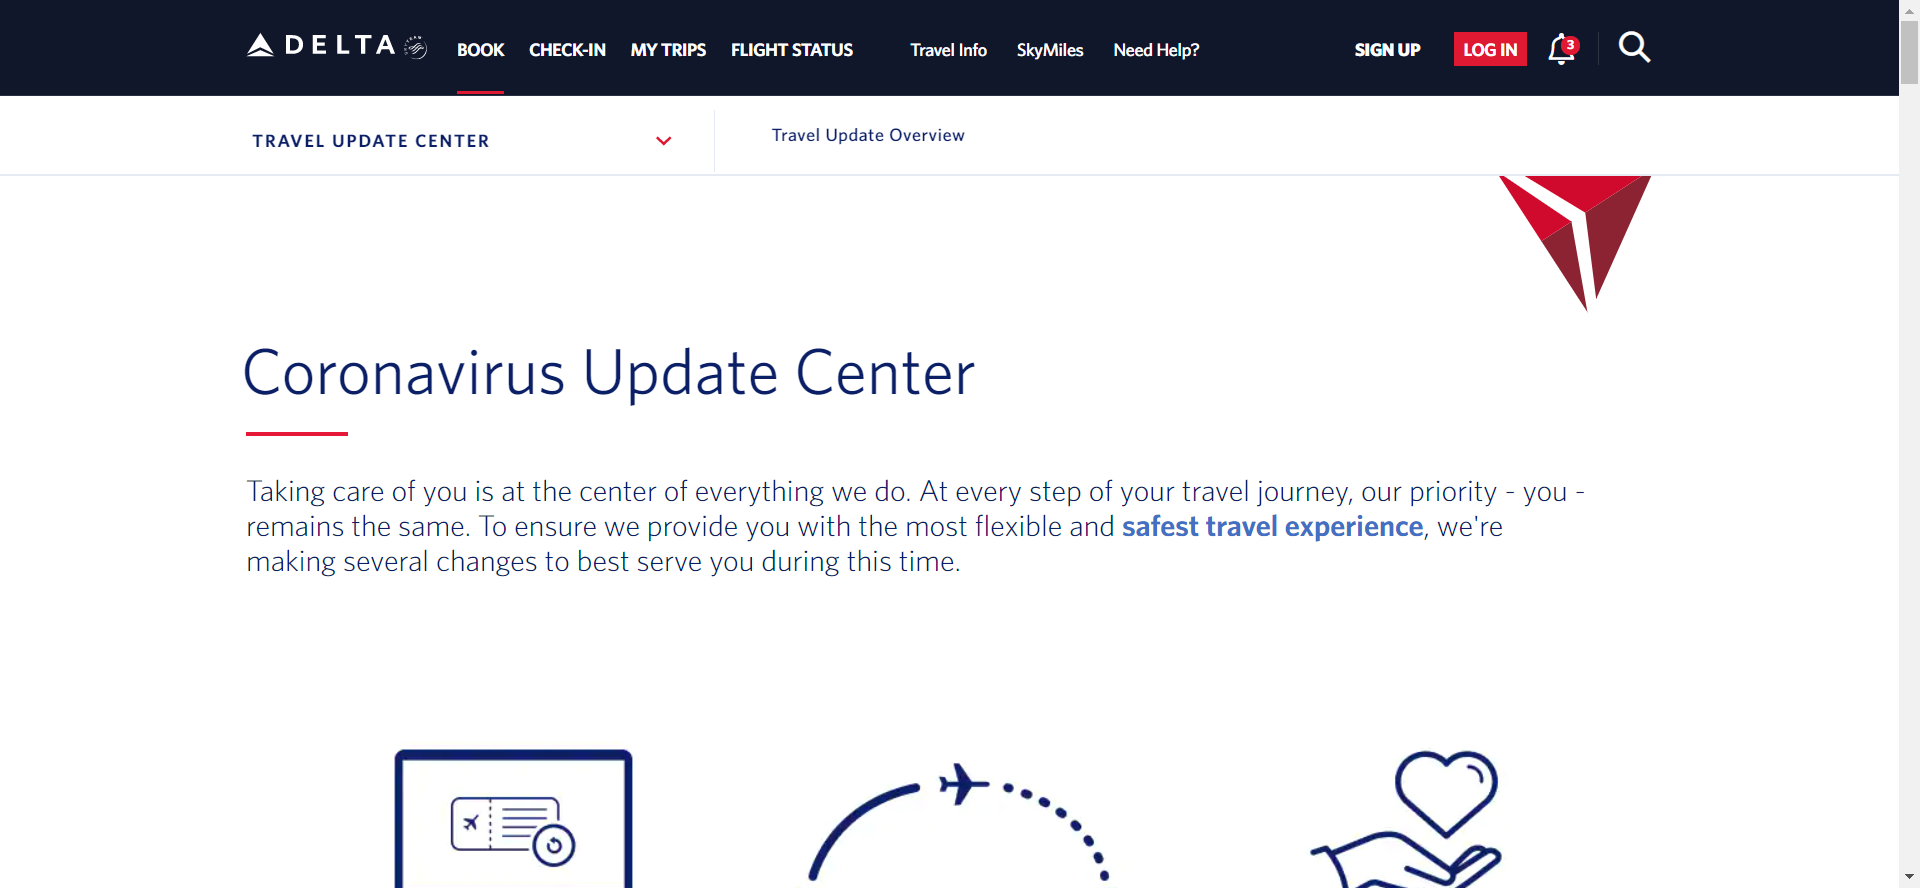 DELTA BOOK CHECK-IN MY TRIPS FLIGHT STATUS Travel Info SkyMiles Need Help? SIGN UP LOG IN 3
TRAVEL UPDATE CENTER Travel Update Overview
Coronavirus Update Center
Taking care of you is at the center of everything we do. At every step of your travel journey, our priority - you -
remains the same. To ensure we provide you with the most flexible and safest travel experience, we're
making several changes to best serve you during this time.